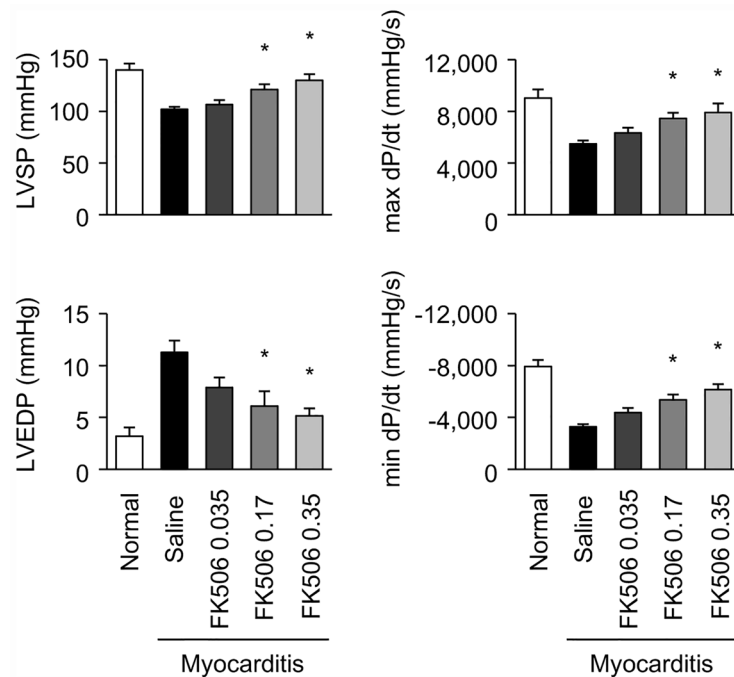 LVSP (mmHg)
150
100
50
0
* *
max dP/dt (mmHg/s)
12,000
8,000
4,000
0
* *
LVEDP (mmHg)
15
10
5
0
* *
min dP/dt (mmHg/s)
-12,000
-8,000
-4,000
0
* *
Normal
Saline
FK506 0.035
FK506 0.17
FK506 0.35
Myocarditis
Normal
Saline
FK506 0.035
FK506 0.17
FK506 0.35
Myocarditis